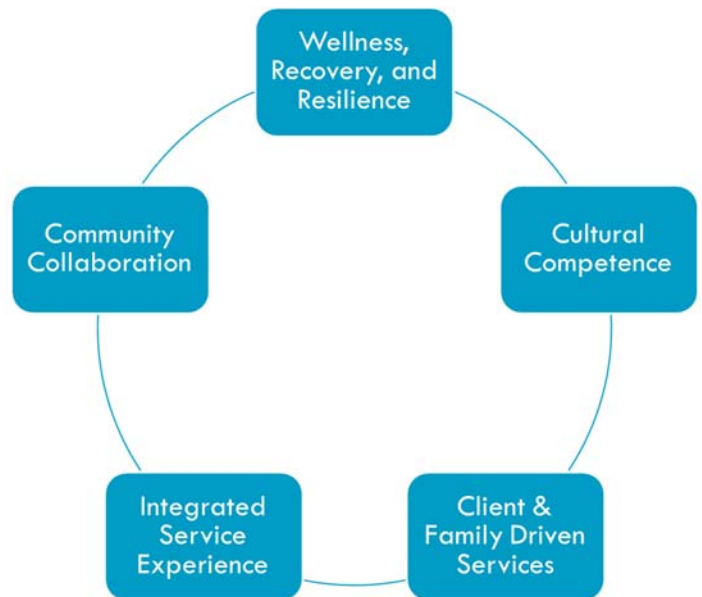 Wellness,
Recovery, and
Resilience
Cultural
Competence
Client &
Family Driven
Services
Integrated
Service
Experience
Community
Collaboration